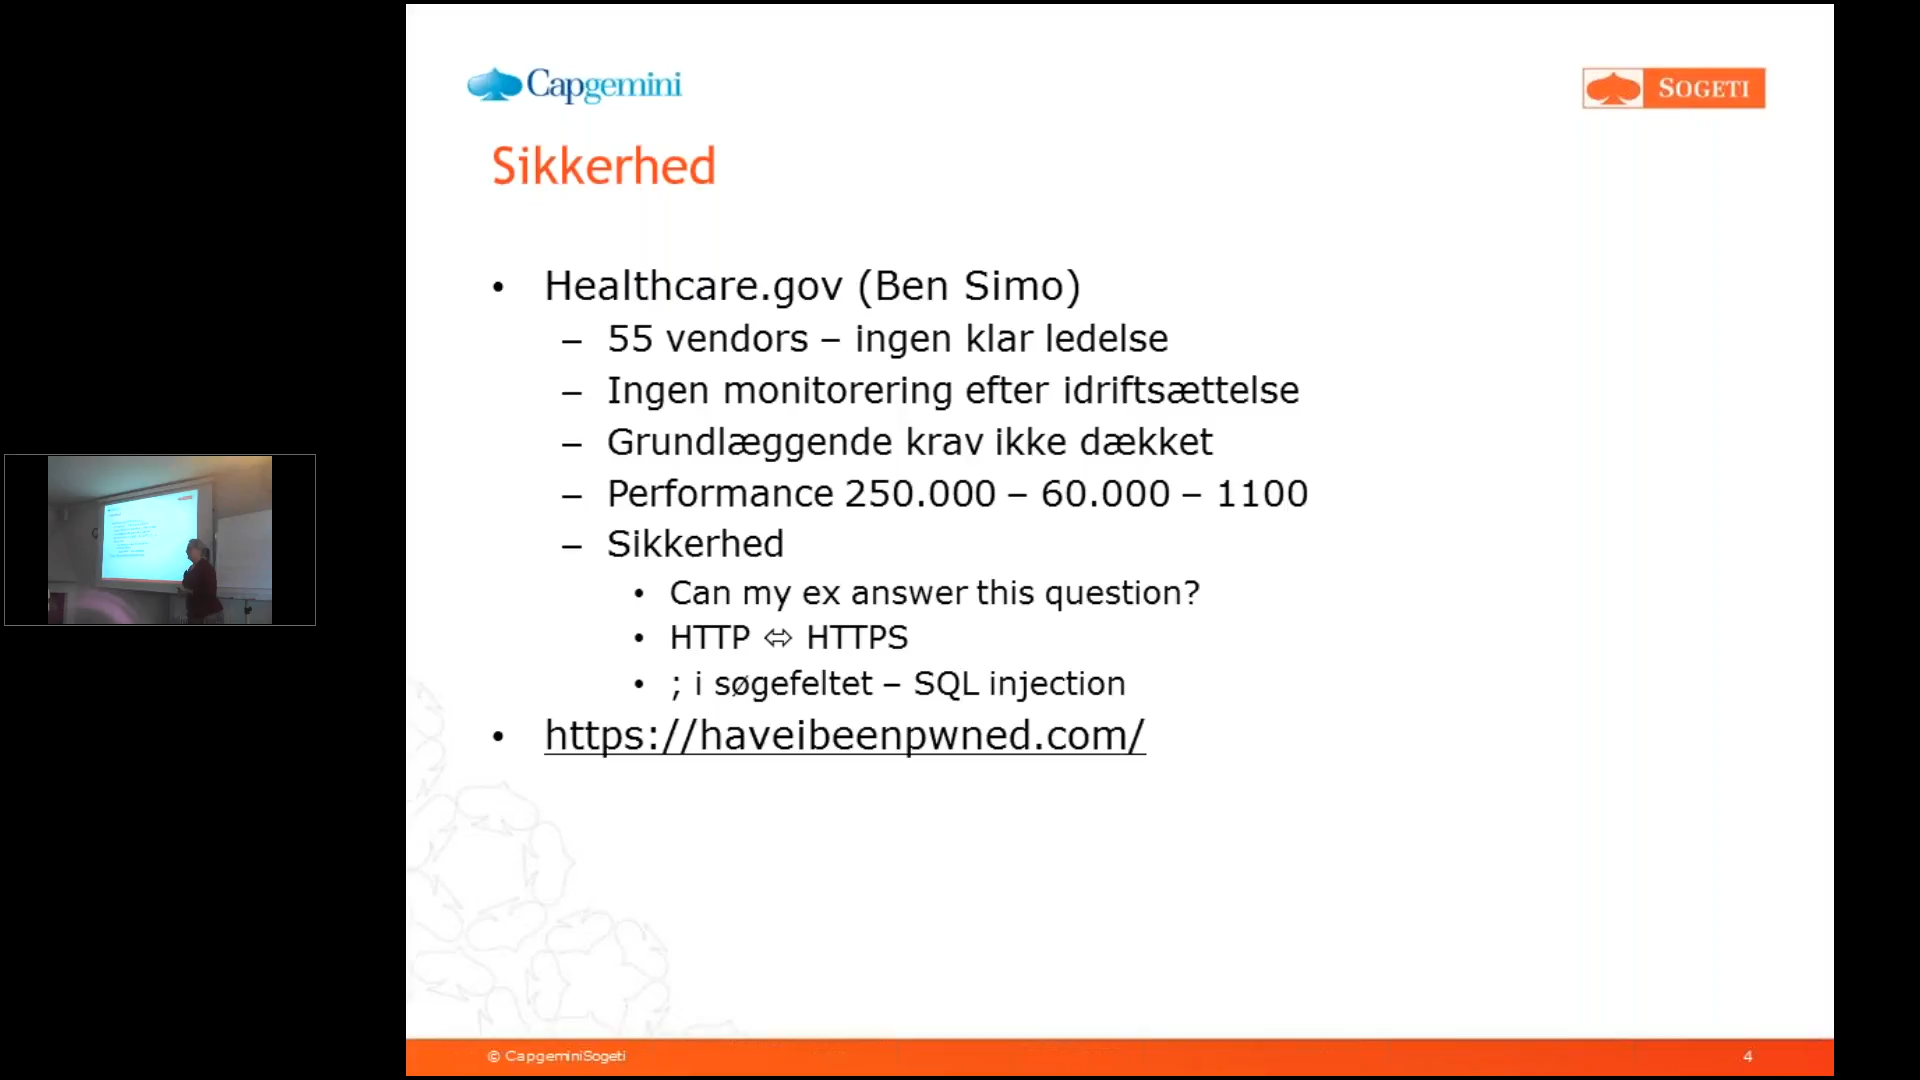 Capgemini
SOGETI
Sikkerhed
• Healthcare.gov (Ben Simo)
– 55 vendors – ingen klar ledelse
– Ingen monitorering efter idriftsættelse
– Grundlæggende krav ikke dækket
– Performance 250.000 – 60.000 – 1100
– Sikkerhed
• Can my ex answer this question?
• HTTP ⬄ HTTPS
• ; i søgefeltet – SQL injection
• https://haveibeenpwned.com/
© CapgeminiSogeti
4